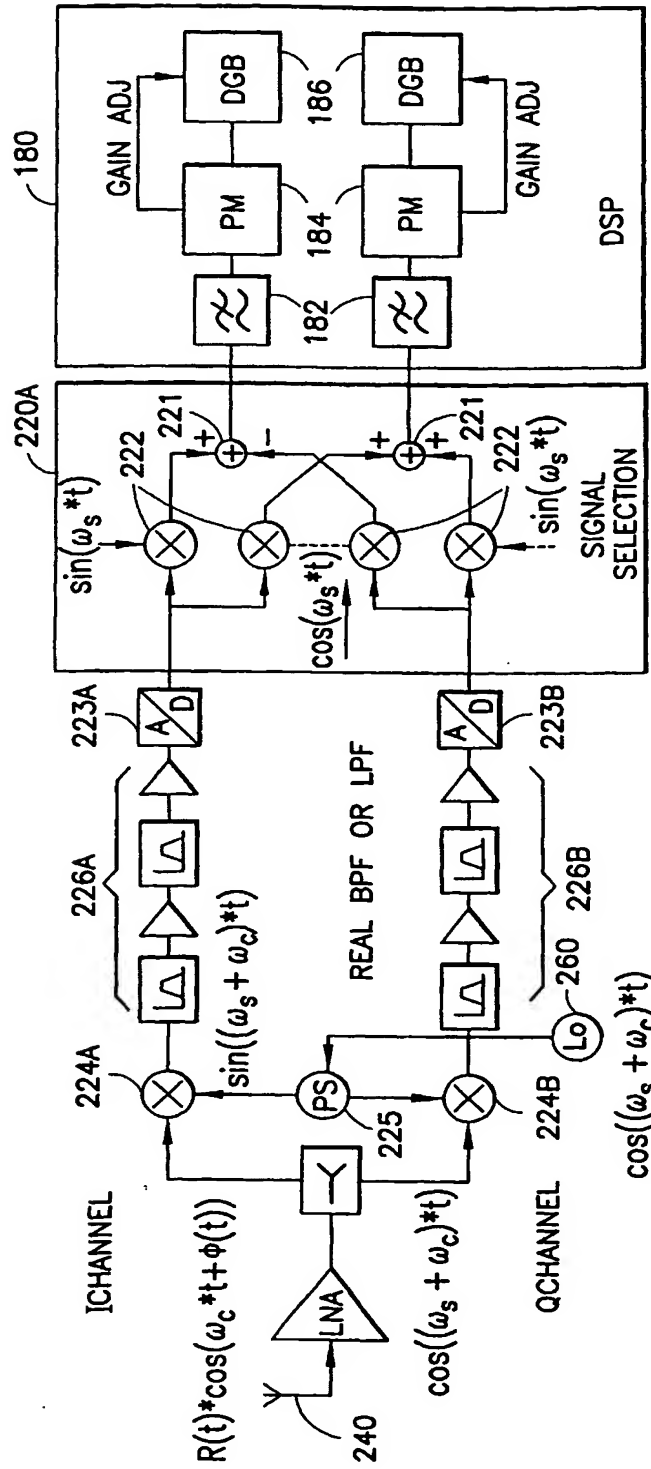 180
GAIN ADJ
DGB
186
DGB
PM
184
PM
GAIN ADJ
182
DSP
220A
sin(ωs*t)
222
+
221
+
-
cos(ωs*t)
+
+
221
+
222
sin(ωs*t)
SIGNAL
SELECTION
223A
A
D
A
D
223B
226A
REAL BPF OR LPF
226B
224A
sin((ωs + ωc)*t)
PS
225
224B
Lo
260
cos((ωs + ωc)*t)
ICHANNEL
R(t)*cos(ωc*t+ϕ(t))
LNA
240
cos((ωs + ωc)*t)
QCHANNEL